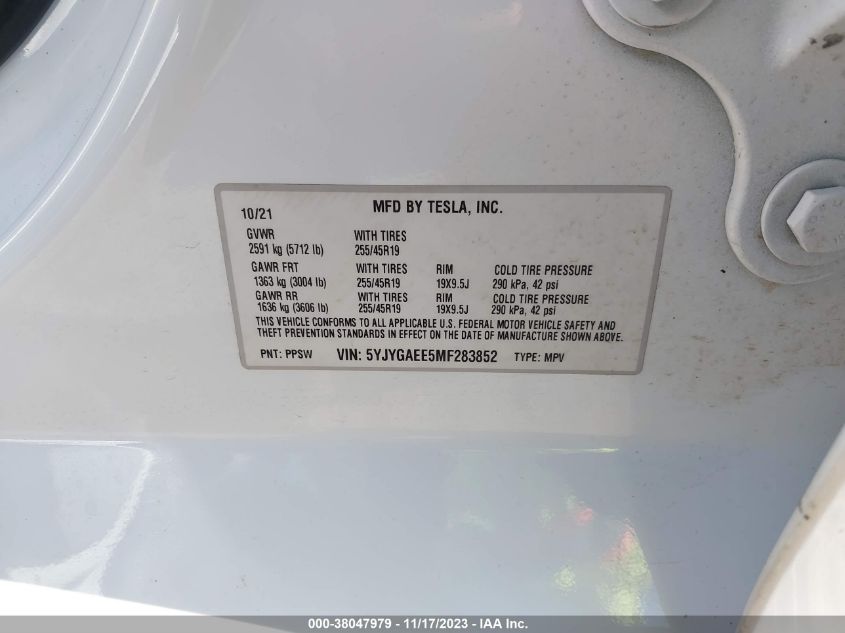 10/21 MFD BY TESLA, INC.
GVWR WITH TIRES
2591 kg (5712 lb) 255/45R19
GAWR FRT WITH TIRES RIM COLD TIRE PRESSURE
1363 kg (3004 lb) 255/45R19 19X9.5J 290 kPa, 42 psi
GAWR RR WITH TIRES RIM COLD TIRE PRESSURE
1636 kg (3606 lb) 255/45R19 19X9.5J 290 kPa, 42 psi
THIS VEHICLE CONFORMS TO ALL APPLICABLE U.S. FEDERAL MOTOR VEHICLE SAFETY AND
THEFT PREVENTION STANDARDS IN EFFECT ON THE DATE OF MANUFACTURE SHOWN ABOVE.
PNT: PPSW VIN: 5YJYGAEE5MF283852 TYPE: MPV
000-38047979 - 11/17/2023 - IAA Inc.